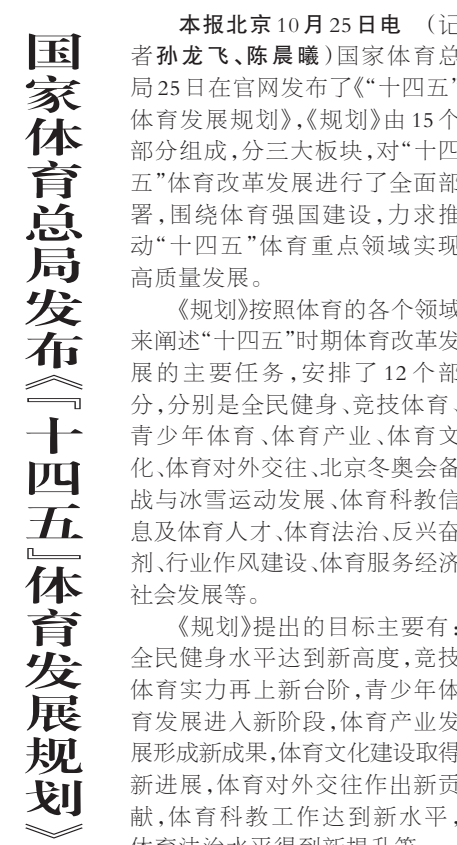 国家体育总局发布《『十四五』体育发展规划》
本报北京10月25日电　（记
者孙龙飞、陈晨曦）国家体育总
局25日在官网发布了《“十四五”
体育发展规划》，《规划》由15个
部分组成，分三大板块，对“十四
五”体育改革发展进行了全面部
署，围绕体育强国建设，力求推
动“十四五”体育重点领域实现
高质量发展。
《规划》按照体育的各个领域
来阐述“十四五”时期体育改革发
展的主要任务，安排了12个部
分，分别是全民健身、竞技体育、
青少年体育、体育产业、体育文
化、体育对外交往、北京冬奥会备
战与冰雪运动发展、体育科教信
息及体育人才、体育法治、反兴奋
剂、行业作风建设、体育服务经济
社会发展等。
《规划》提出的目标主要有：
全民健身水平达到新高度，竞技
体育实力再上新台阶，青少年体
育发展进入新阶段，体育产业发
展形成新成果，体育文化建设取得
新进展，体育对外交往作出新贡
献，体育科教工作达到新水平，
体育法治水平得到新提升等。